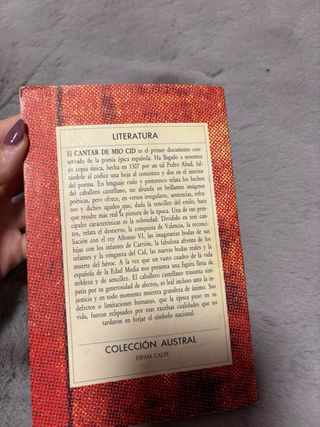 LITERATURA
El CANTAR DE MIO CID es el primer documento con-
servado de la poesía épica española. Ha llegado a nosotros
en copia única, hecha en 1307 por un tal Pedro Abad, fal-
tándole al códice una hoja al comienzo y dos en el interior
del poema. En lenguaje rudo y pintoresco relata los hechos
del caballero castellano, no abunda en brillantes imágenes
poéticas, pero ofrece, en versos irregulares, sentencias, refra-
nes y dichos agudos que, dada la sencillez del estilo, hace
que resulte más real la pintura de la época. Una de sus prin-
cipales características es la sobriedad. Dividido en tres can-
tos, relata el destierro, la conquista de Valencia, la reconci-
liación con el rey Alfonso VI, las imaginarias bodas de sus
hijas con los infantes de Carrión, la fabulosa afrenta de los
infantes y la venganza del Cid, las nuevas bodas reales y la
muerte del héroe. A la vez que un vasto cuadro de la vida
española de la Edad Media nos presenta una figura llena de
nobleza y de sencillez. El caballero castellano trasunta sim-
patía por su generosidad de afectos, es leal incluso ante la in-
justicia y en todo momento muestra grandeza de ánimo. Sus
defectos o limitaciones humanas, que la época puso en su
vida, fueron eclipsados por esas excelsas cualidades que no
tardaron en forjar el símbolo nacional.
COLECCIÓN AUSTRAL
ESPASA CALPE